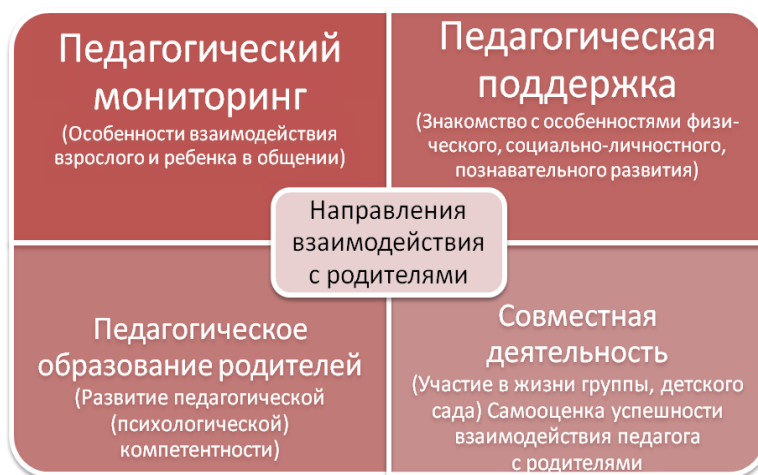 Педагогический
мониторинг
(Особенности взаимодействия
взрослого и ребенка в общении)
Педагогическая
поддержка
(Знакомство с особенностями физи-
ческого, социально-личностного,
познавательного развития)
Направления
взаимодействия
с родителями
Педагогическое
образование родителей
(Развитие педагогической
(психологической)
компетентности)
Совместная
деятельность
(Участие в жизни группы, детского
сада) Самооценка успешности
взаимодействия педагога
с родителями